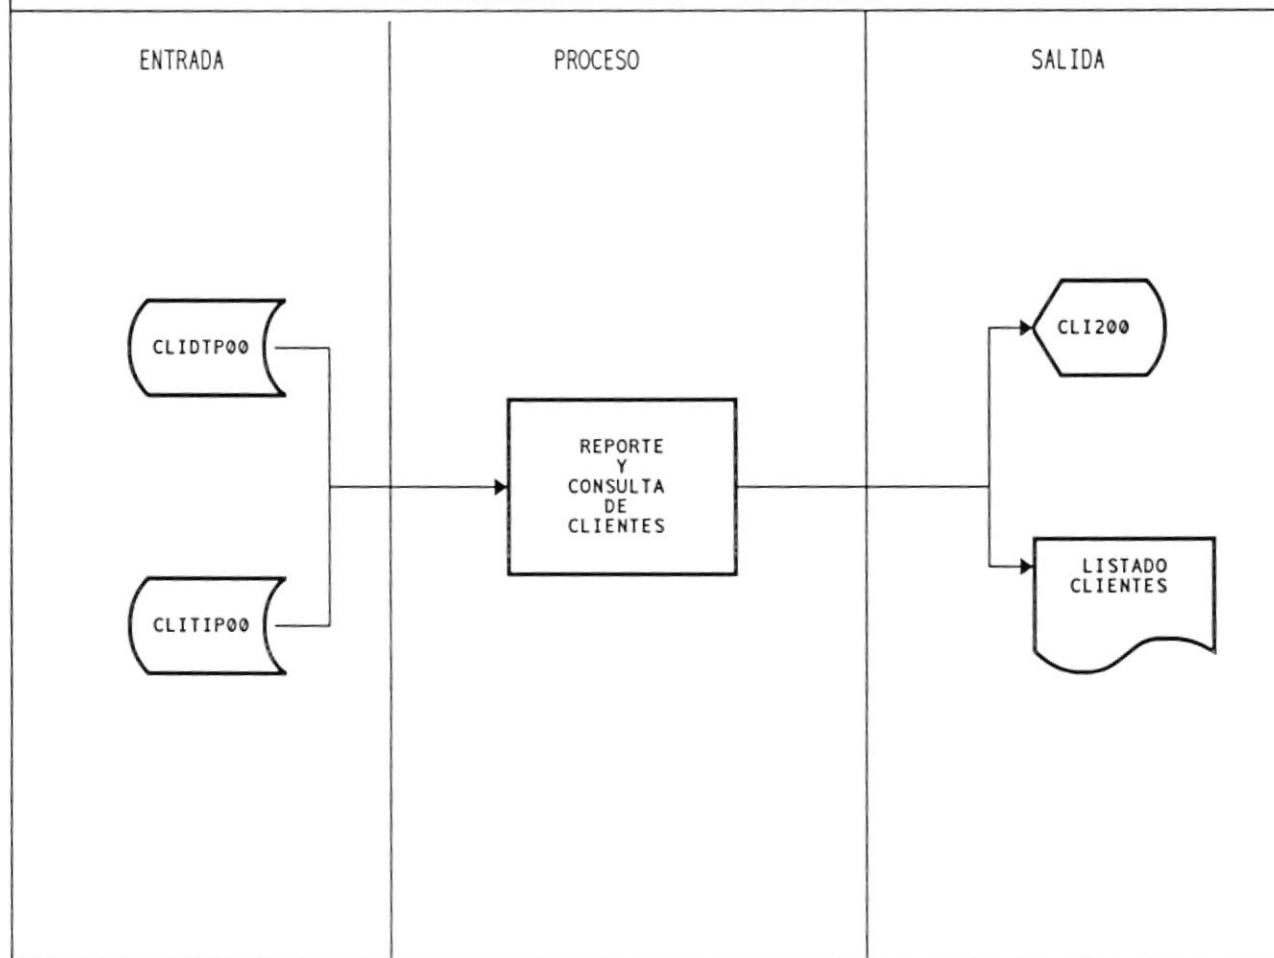 ENTRADA
PROCESO
SALIDA
CLIDTP00
CLITIP00
REPORTE
Y
CONSULTA
DE
CLIENTES
CLI200
LISTADO
CLIENTES